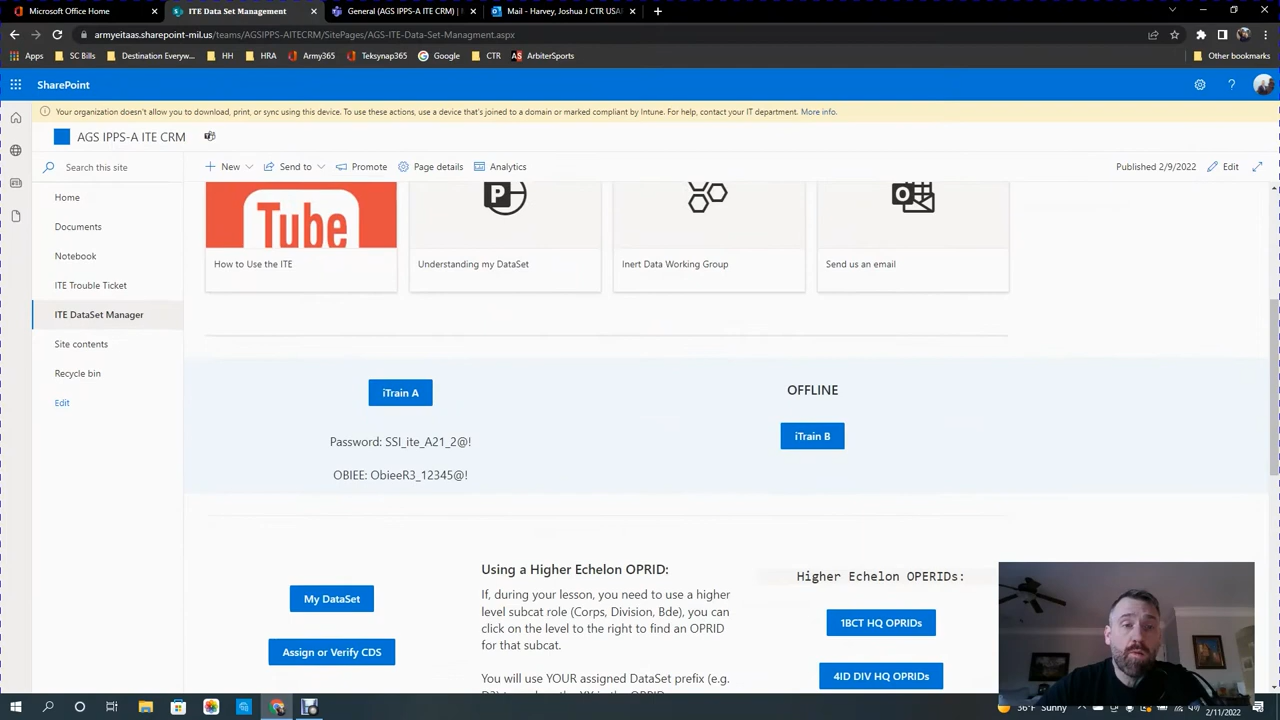 Microsoft Office Home
ITE Data Set Management
General (AGS IPPS-A ITE CRM) | M
Mail - Harvey, Joshua J CTR USAR
armyeitaas.sharepoint-mil.us/teams/AGSIPPS-AITECRM/SitePages/AGS-ITE-Data-Set-Managment.aspx
Apps
SC Bills
Destination Everyw...
HH
HRA
Army365
Teksynap365
Google
CTR
ArbiterSports
Other bookmarks
SharePoint
Your organization doesn't allow you to download, print, or sync using this device. To use these actions, use a device that's joined to a domain or marked compliant by Intune. For help, contact your IT department. More info.
AGS IPPS-A ITE CRM
Search this site
New
Send to
Promote
Page details
Analytics
Published 2/9/2022
Edit
Home
Documents
Notebook
ITE Trouble Ticket
ITE DataSet Manager
Site contents
Recycle bin
Edit
Tube
How to Use the ITE
Understanding my DataSet
Inert Data Working Group
Send us an email
iTrain A
Password: SSI_ite_A21_2@!
OBIEE: ObieeR3_12345@!
OFFLINE
iTrain B
My DataSet
Assign or Verify CDS
Using a Higher Echelon OPRID:
If, during your lesson, you need to use a higher
level subcat role (Corps, Division, Bde), you can
click on the level to the right to find an OPRID
for that subcat.
You will use YOUR assigned DataSet prefix (e.g.
Higher Echelon OPERIDs:
1BCT HQ OPRIDs
4ID DIV HQ OPRIDs
36°F Sunny
2/11/2022